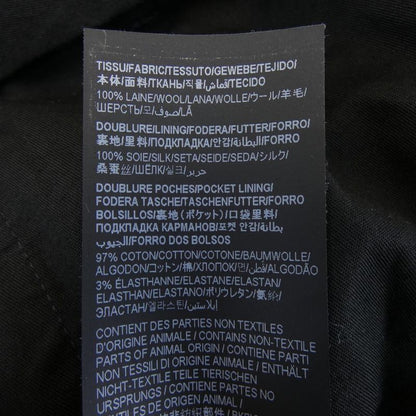 TISSU/FABRIC/TESSUTO/GEWEBE/TEJIDO/
本体/面料/ТКАНЬ/직물/قماش/TECIDO
100% LAINE/WOOL/LANA/WOLLE/ウール/羊毛/
ШЕРСТЬ/모/صوف/LÃ
DOUBLURE/LINING/FODERA/FUTTER/FORRO/
裏地/里料/ПОДКЛАДКА/안감/البطانة/FORRO
100% SOIE/SILK/SETA/SEIDE/SEDA/シルク/
桑蚕丝/ШЁЛК/실크/حرير
DOUBLURE POCHES/POCKET LINING/
FODERA TASCHE/TASCHENFUTTER/FORRO
BOLSILLOS/裏地(ポケット)/口袋里料/
ПОДКЛАДКА КАРМАНОВ/포켓 안감/بطانة
الجيوب/FORRO DOS BOLSOS
97% COTON/COTTON/COTONE/BAUMWOLLE/
ALGODON/コットン/棉/ХЛОПОК/면/قطن/ALGODÃO
3% ÉLASTHANNE/ELASTANE/ELASTAN/
ELASTHAN/ELASTANO/ポリウレタン/氨纶/
ЭЛАСТАН/엘라스틴/إيلاستين
CONTIENT DES PARTIES NON TEXTILES
D'ORIGINE ANIMALE / CONTAINS NON-TEXTILE
PARTS OF ANIMAL ORIGIN / CONTIENE PARTI
NON TESSILI DI ORIGINE ANIMALE / ENTHÄLT
NICHT-TEXTILE TEILE TIERISCHEN
URSPRUNGS / CONTIENE PARTES NO